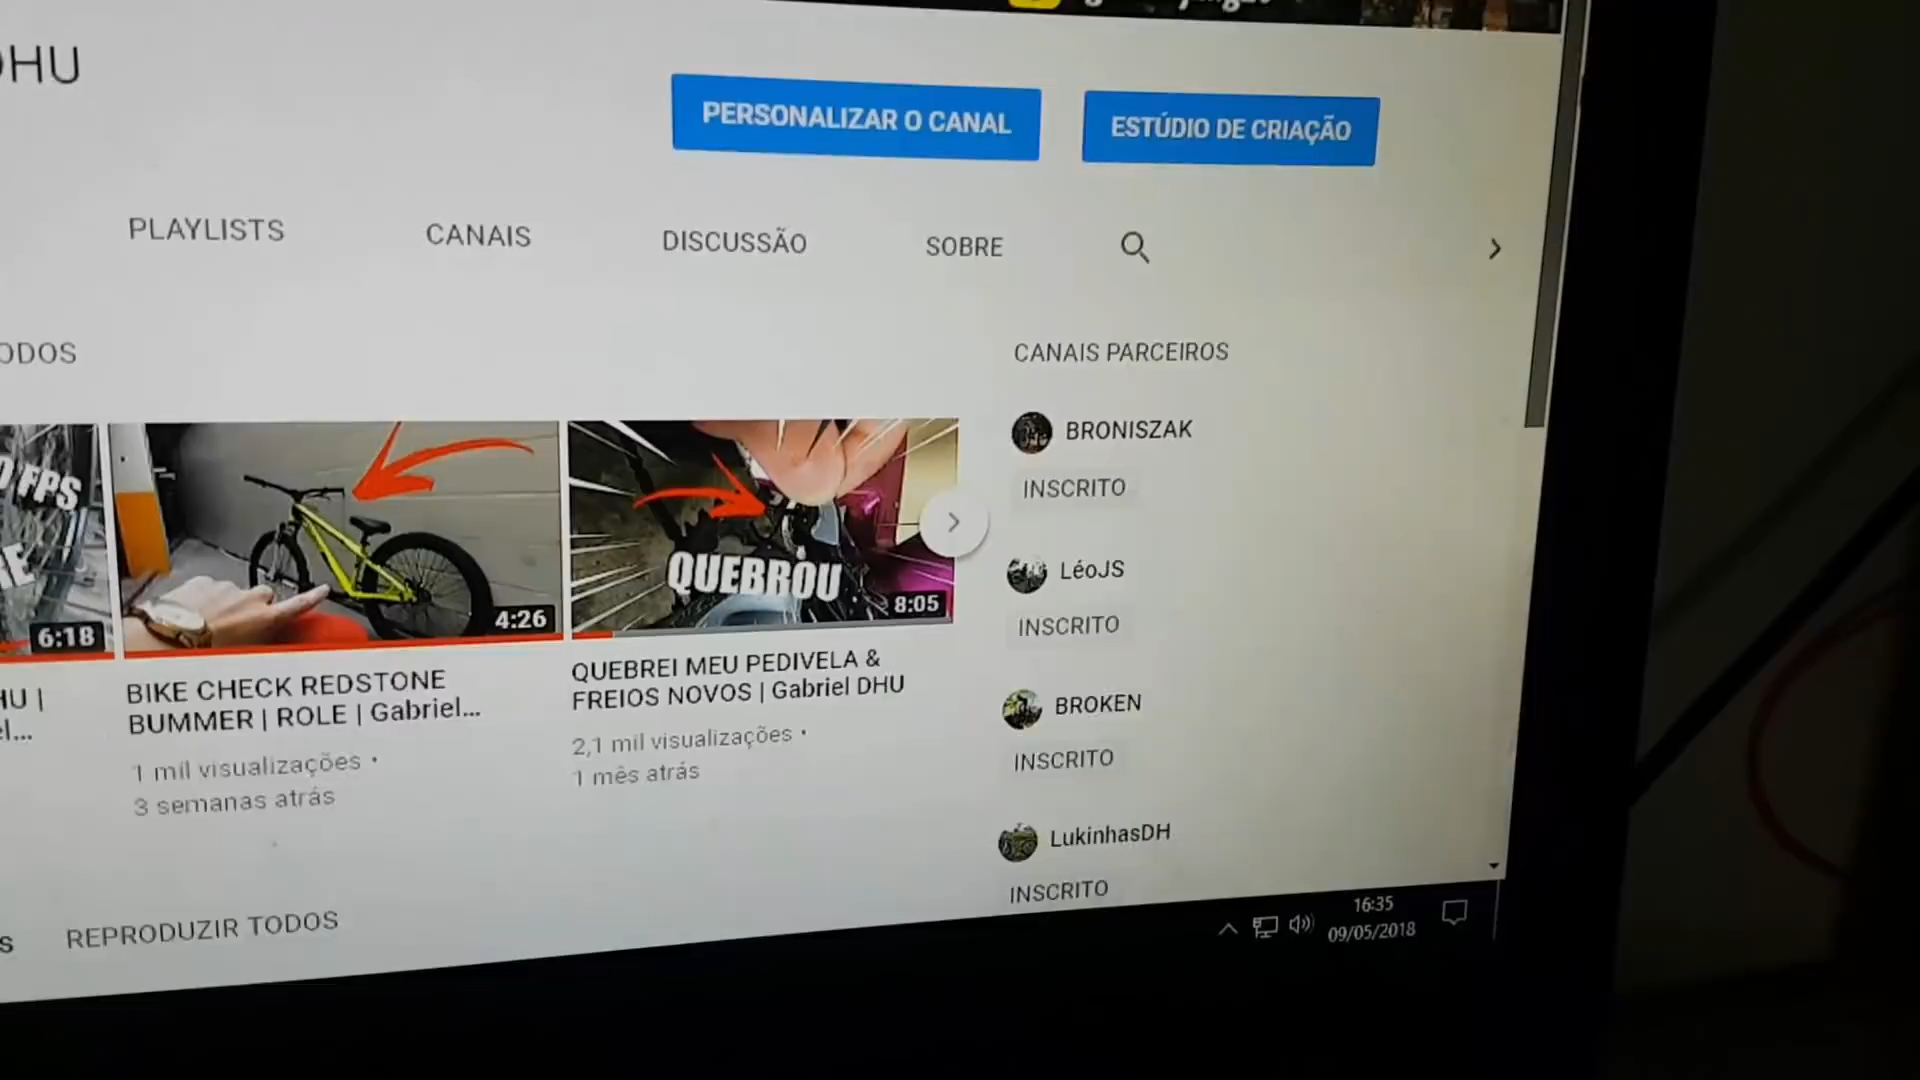 DHU
PERSONALIZAR O CANAL
ESTÚDIO DE CRIAÇÃO
PLAYLISTS
CANAIS
DISCUSSÃO
SOBRE
ODOS
CANAIS PARCEIROS
FPS
6:18
4:26
QUEBROU
8:05
HU |
BIKE CHECK REDSTONE
BUMMER | ROLE | Gabriel...
1 mil visualizações •
3 semanas atrás
QUEBREI MEU PEDIVELA &
FREIOS NOVOS | Gabriel DHU
2,1 mil visualizações •
1 mês atrás
BRONISZAK
INSCRITO
LéoJS
INSCRITO
BROKEN
INSCRITO
LukinhasDH
INSCRITO
S REPRODUZIR TODOS
16:35
09/05/2018